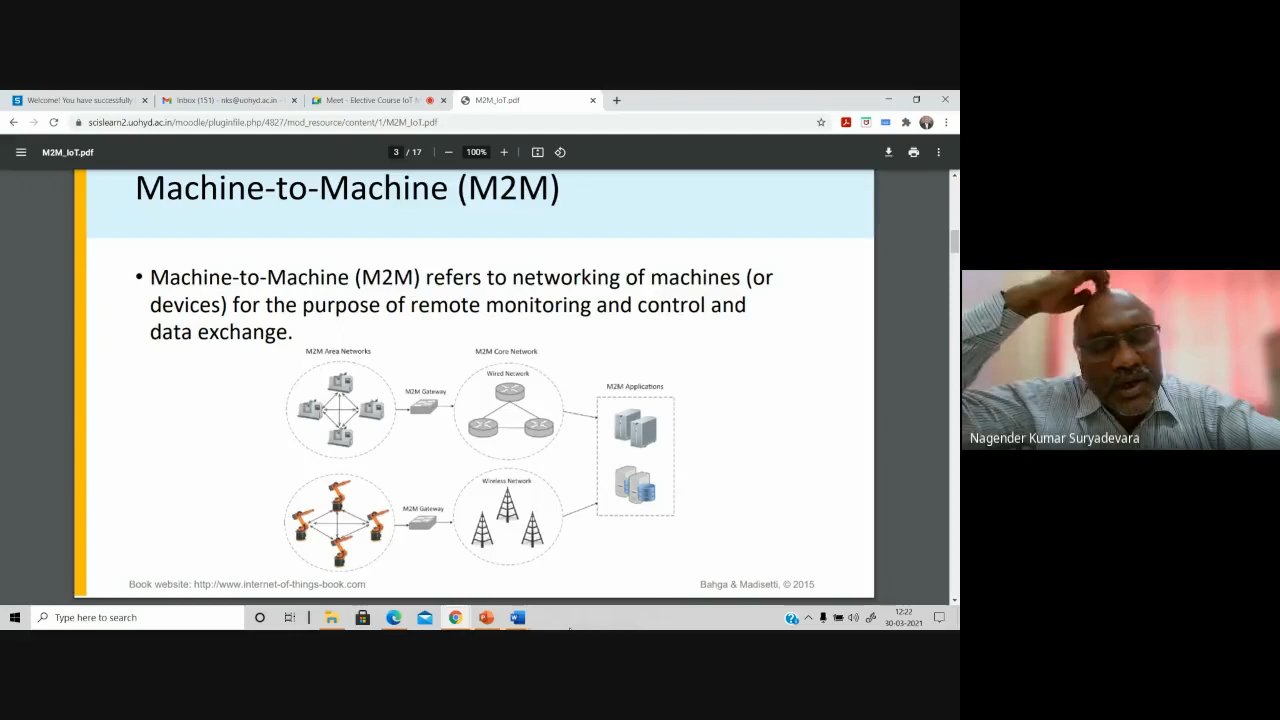 Welcome! You have successfully
Inbox (151) - nks@uohyd.ac.in -
Meet - Elective Course IoT M
M2M_IoT.pdf
scislearn2.uohyd.ac.in/moodle/pluginfile.php/4827/mod_resource/content/1/M2M_IoT.pdf
M2M_IoT.pdf
3 / 17
100%
Machine-to-Machine (M2M)
• Machine-to-Machine (M2M) refers to networking of machines (or
devices) for the purpose of remote monitoring and control and
data exchange.
M2M Area Networks
M2M Core Network
Wired Network
M2M Gateway
M2M Applications
Wireless Network
M2M Gateway
Book website: http://www.internet-of-things-book.com
Bahga & Madisetti, © 2015
Nagender Kumar Suryadevara
Type here to search
12:22
30-03-2021